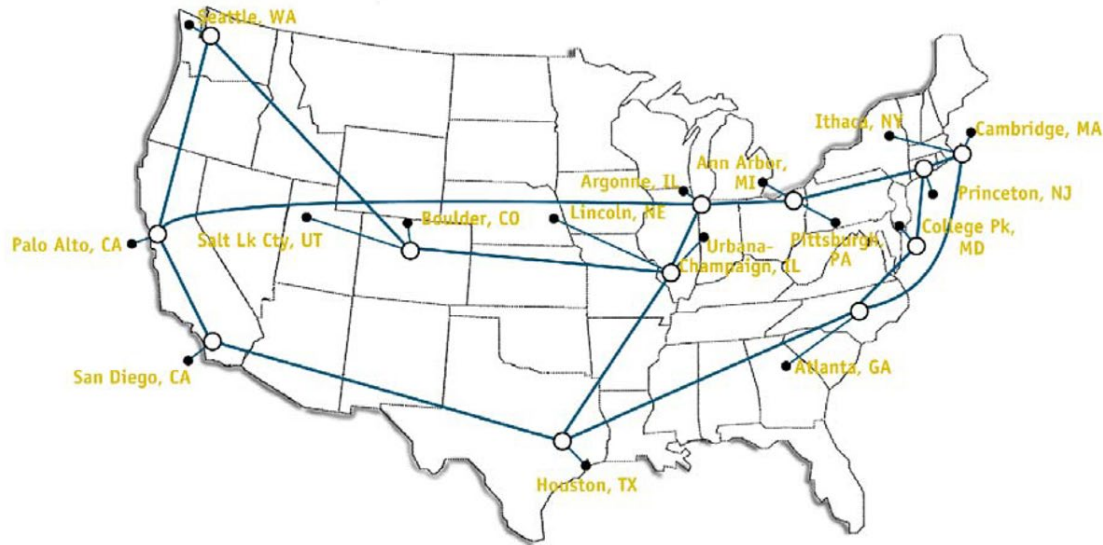 Seattle, WA
Ithaca, NY
Cambridge, MA
Ann Arbor,
MI
Argonne, IL
Princeton, NJ
Boulder, CO
Lincoln, NE
College Pk,
MD
Palo Alto, CA
Salt Lk Cty, UT
Urbana-
Champaign, IL
Pittsburgh,
PA
San Diego, CA
Atlanta, GA
Houston, TX